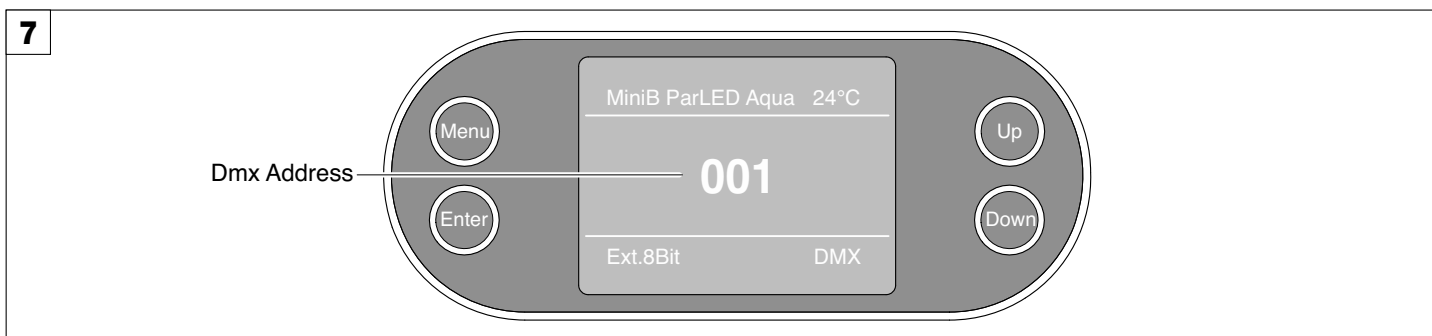 7
MiniB ParLED Aqua 24°C
Menu
Up
Dmx Address
001
Enter
Down
Ext.8Bit DMX